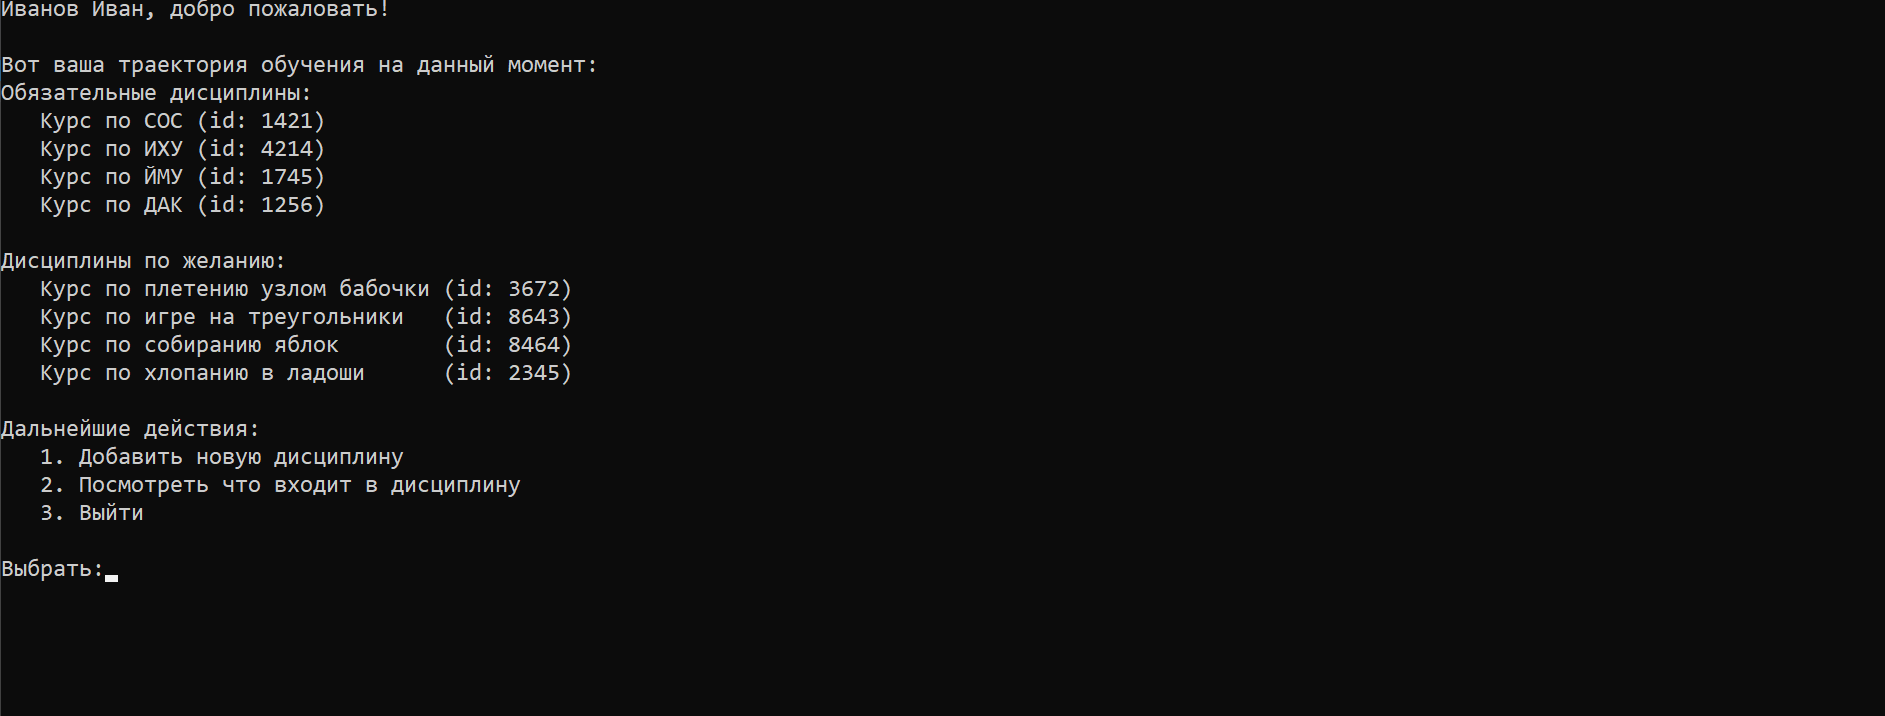 Иванов Иван, добро пожаловать!
Вот ваша траектория обучения на данный момент:
Обязательные дисциплины:
Курс по СОС (id: 1421)
Курс по ИХУ (id: 4214)
Курс по ЙМУ (id: 1745)
Курс по ДАК (id: 1256)
Дисциплины по желанию:
Курс по плетению узлом бабочки (id: 3672)
Курс по игре на треугольники (id: 8643)
Курс по собиранию яблок (id: 8464)
Курс по хлопанию в ладоши (id: 2345)
Дальнейшие действия:
1. Добавить новую дисциплину
2. Посмотреть что входит в дисциплину
3. Выйти
Выбрать: